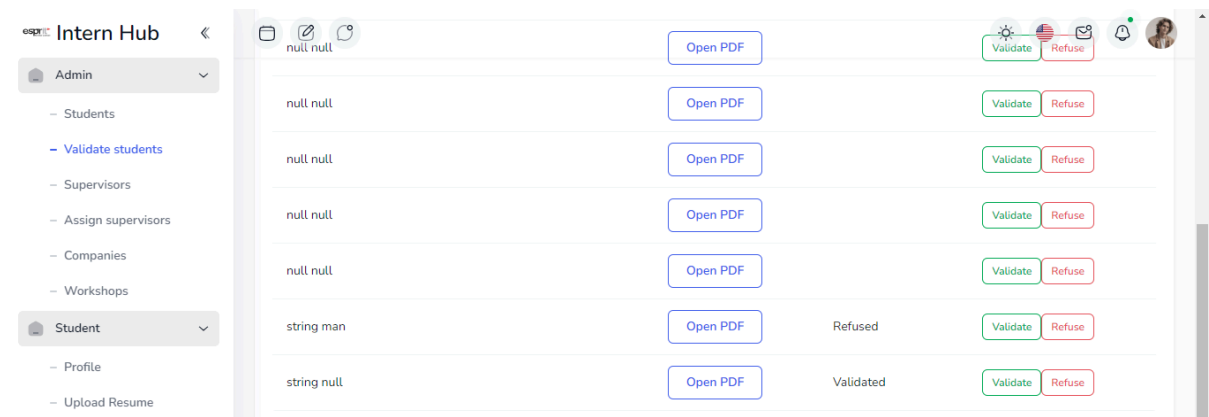 esprit Intern Hub
Admin
Students
Validate students
Supervisors
Assign supervisors
Companies
Workshops
Student
Profile
Upload Resume
null null Open PDF Validate Refuse
null null Open PDF Validate Refuse
null null Open PDF Validate Refuse
null null Open PDF Validate Refuse
null null Open PDF Validate Refuse
string man Open PDF Refused Validate Refuse
string null Open PDF Validated Validate Refuse